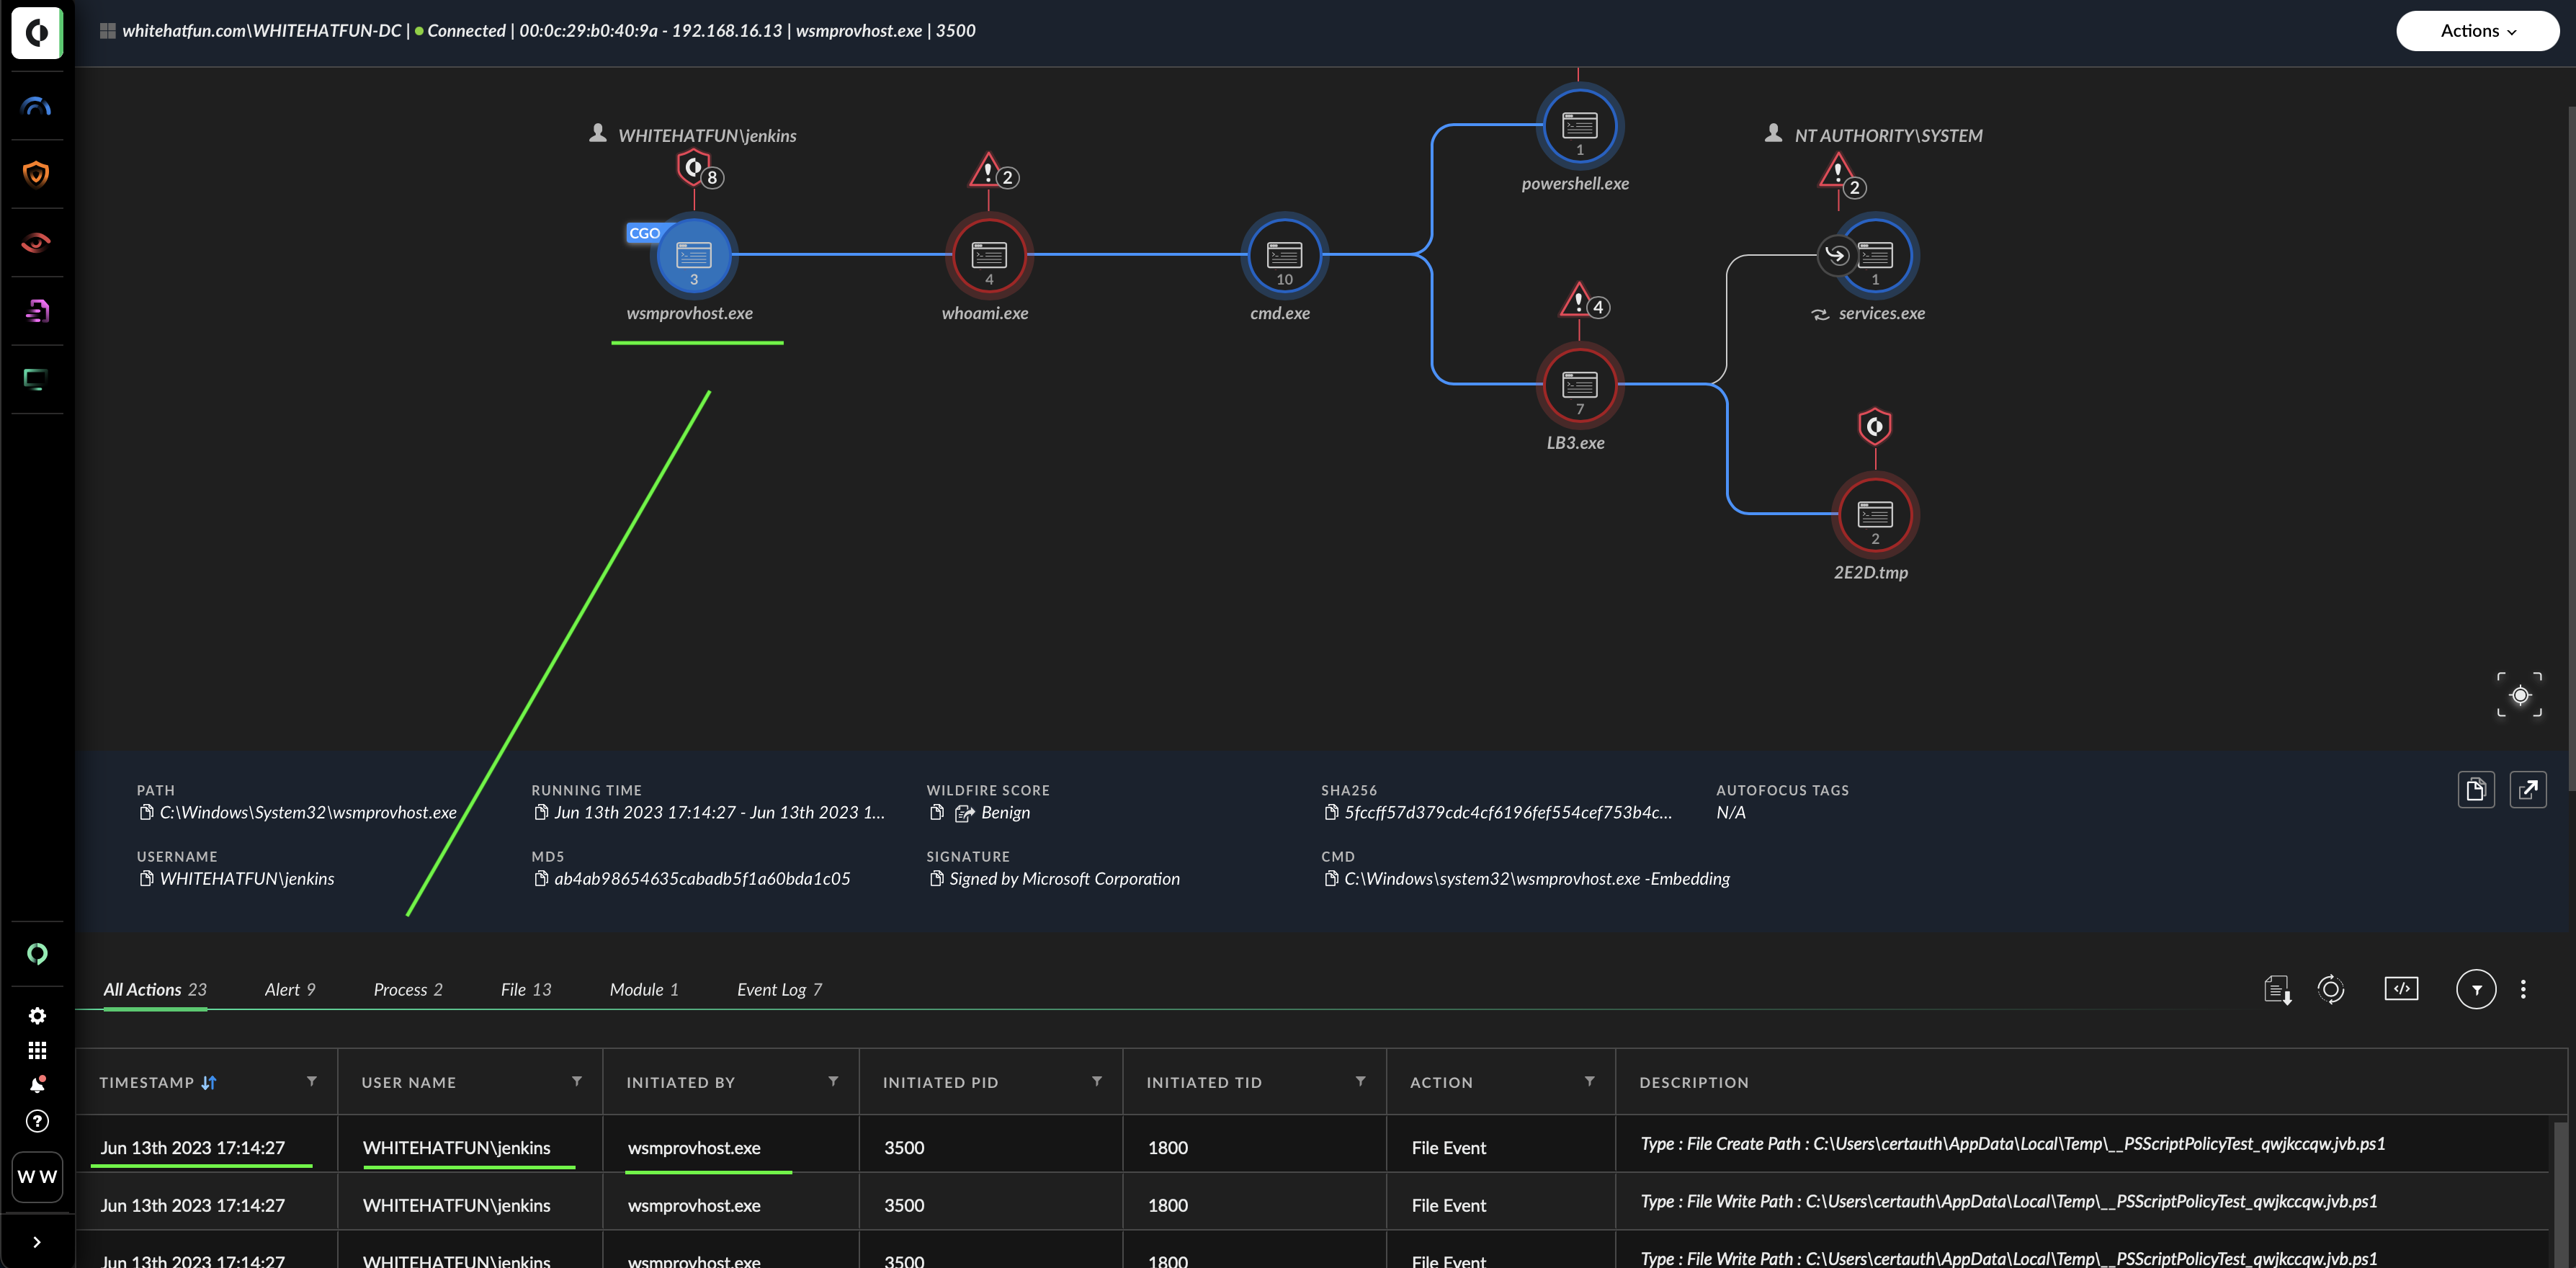 whitehatfun.com\WHITEHATFUN-DC | Connected | 00:0c:29:b0:40:9a - 192.168.16.13 | wsmprovhost.exe | 3500
Actions
WHITEHATFUN\jenkins
8
CGO
3
wsmprovhost.exe
2
4
whoami.exe
10
cmd.exe
1
powershell.exe
4
7
LB3.exe
NT AUTHORITY\SYSTEM
2
1
services.exe
2
2E2D.tmp
PATH
C:\Windows\System32\wsmprovhost.exe
RUNNING TIME
Jun 13th 2023 17:14:27 - Jun 13th 2023 1...
WILDFIRE SCORE
Benign
SHA256
5fccff57d379cdc4cf6196fef554cef753b4c...
AUTOFOCUS TAGS
N/A
USERNAME
WHITEHATFUN\jenkins
MD5
ab4ab98654635cabadb5f1a60bda1c05
SIGNATURE
Signed by Microsoft Corporation
CMD
C:\Windows\system32\wsmprovhost.exe -Embedding
All Actions 23 Alert 9 Process 2 File 13 Module 1 Event Log 7
TIMESTAMP USER NAME INITIATED BY INITIATED PID INITIATED TID ACTION DESCRIPTION
Jun 13th 2023 17:14:27 WHITEHATFUN\jenkins wsmprovhost.exe 3500 1800 File Event Type : File Create Path : C:\Users\certauth\AppData\Local\Temp\__PSScriptPolicyTest_qwjkccqw.jvb.ps1
Jun 13th 2023 17:14:27 WHITEHATFUN\jenkins wsmprovhost.exe 3500 1800 File Event Type : File Write Path : C:\Users\certauth\AppData\Local\Temp\__PSScriptPolicyTest_qwjkccqw.jvb.ps1
Jun 13th 2023 17:14:27 WHITEHATFUN\jenkins wsmprovhost.exe 3500 1800 File Event Type : File Write Path : C:\Users\certauth\AppData\Local\Temp\__PSScriptPolicyTest_qwjkccqw.jvb.ps1
W W